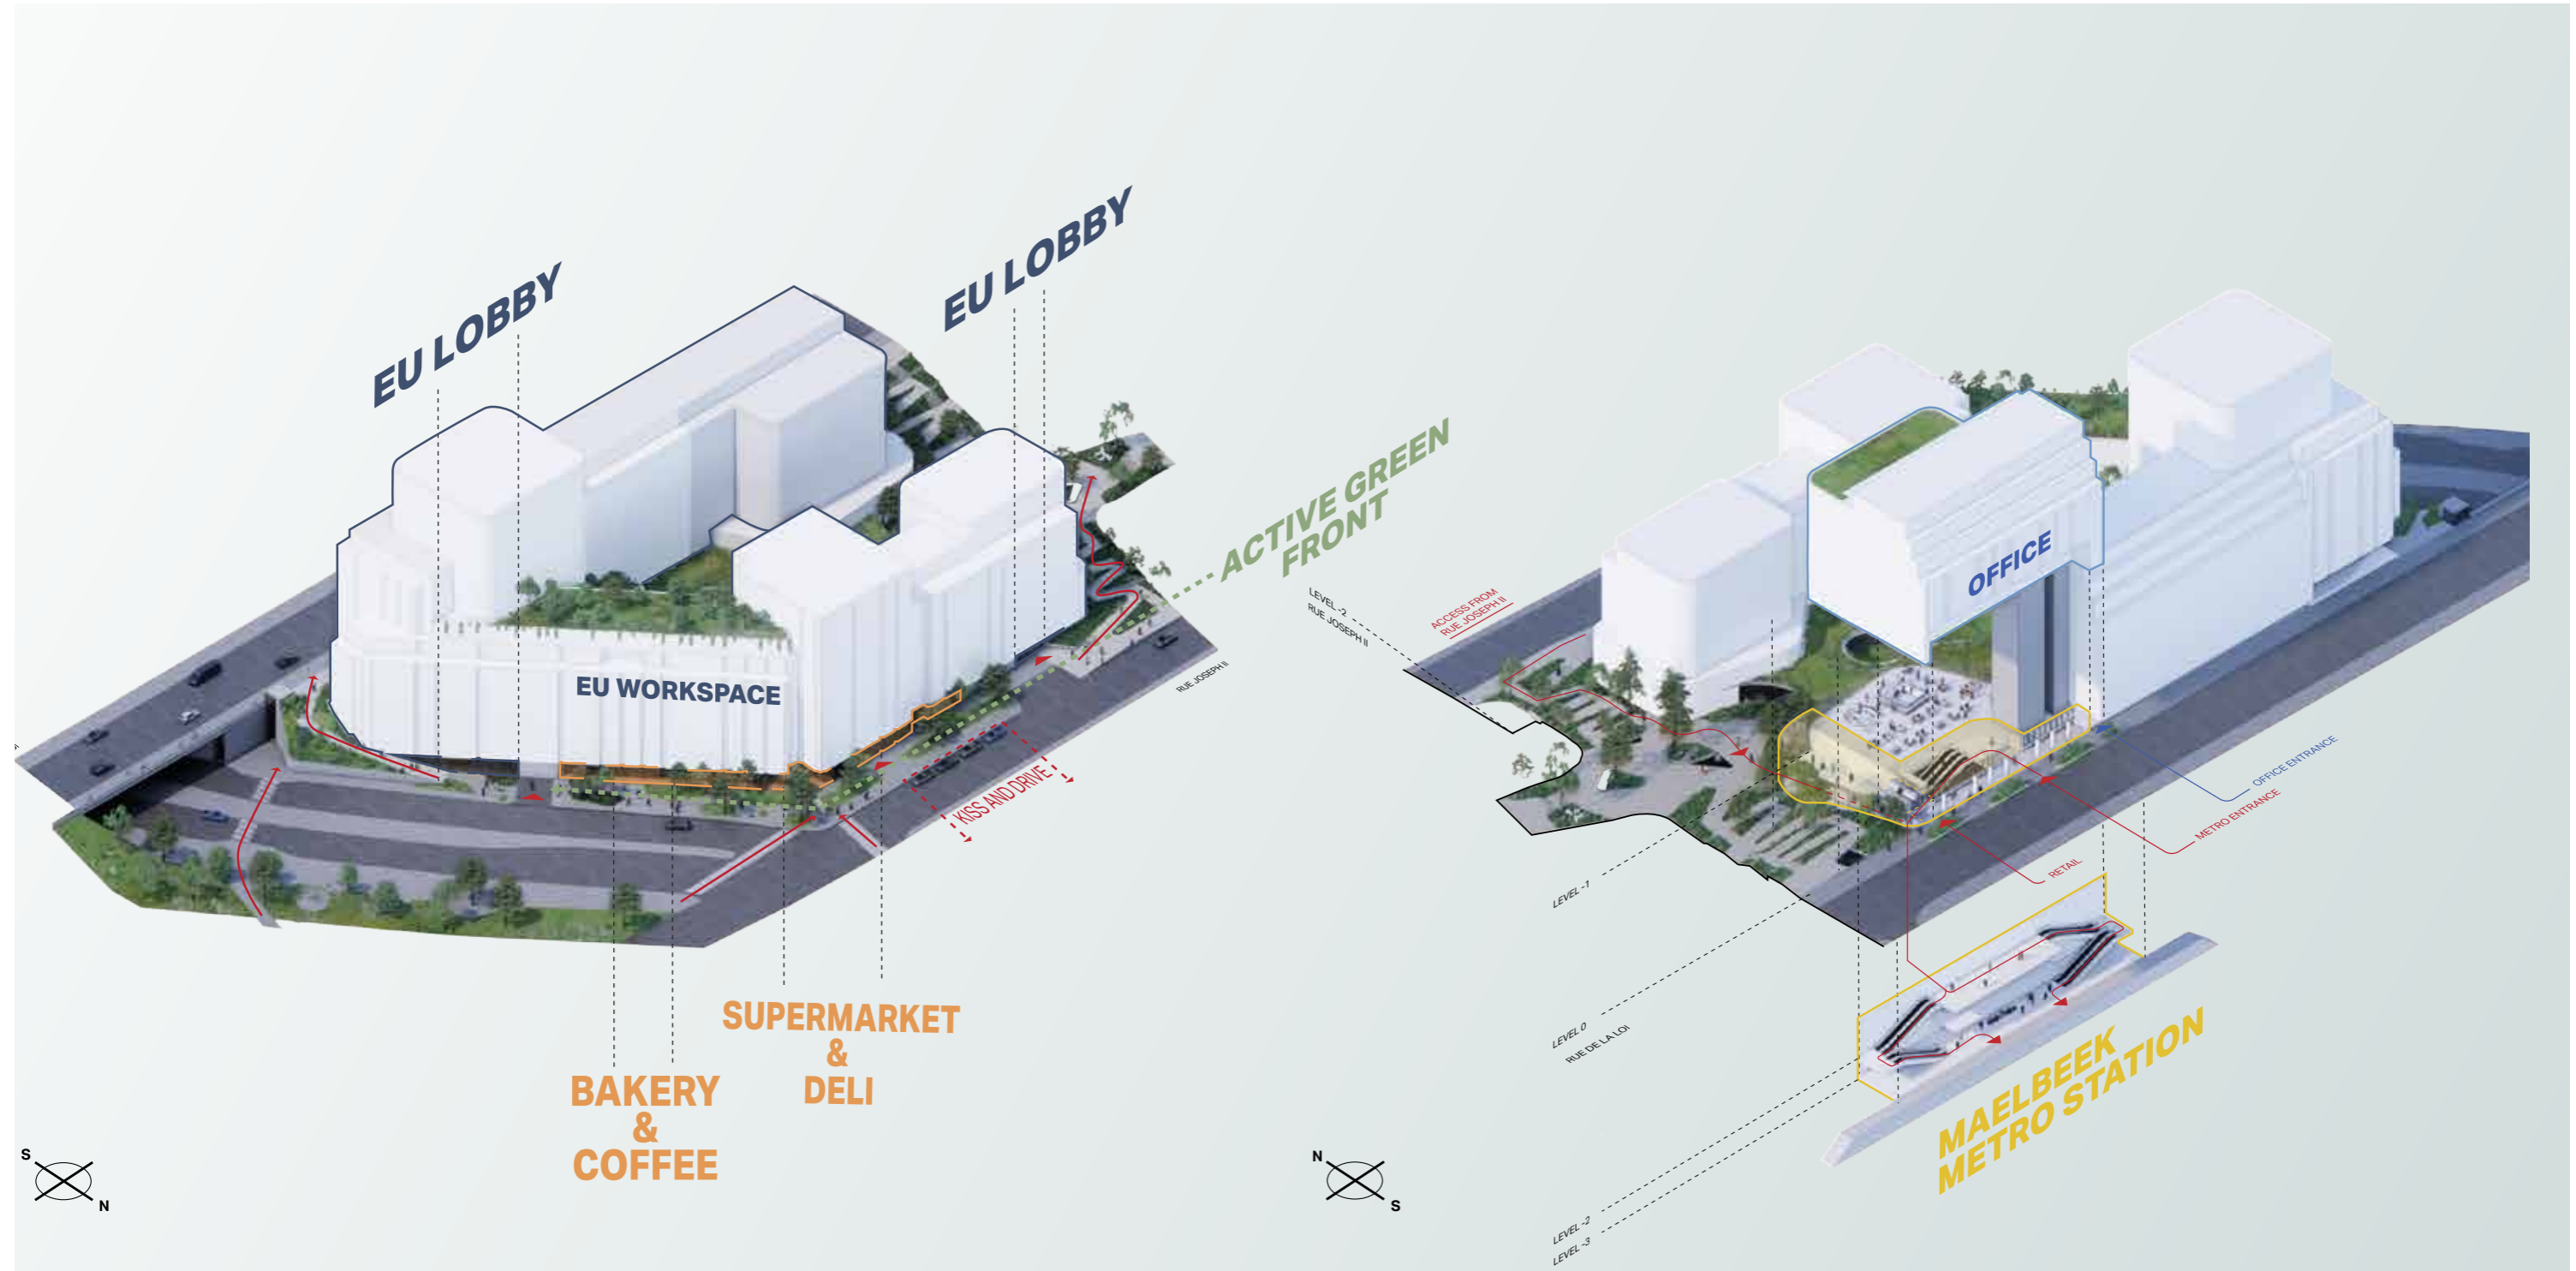 EU LOBBY
EU LOBBY
ACTIVE GREEN
FRONT
EU WORKSPACE
RUE JOSEPH II
KISS AND DRIVE
SUPERMARKET
&
DELI
BAKERY
&
COFFEE
S
N
OFFICE
LEVEL -2
RUE JOSEPH II
ACCESS FROM
RUE JOSEPH II
OFFICE ENTRANCE
METRO ENTRANCE
RETAIL
LEVEL -1
LEVEL 0
RUE DE LA LOI
MAELBEEK
METRO STATION
LEVEL -2
LEVEL -3
N
S